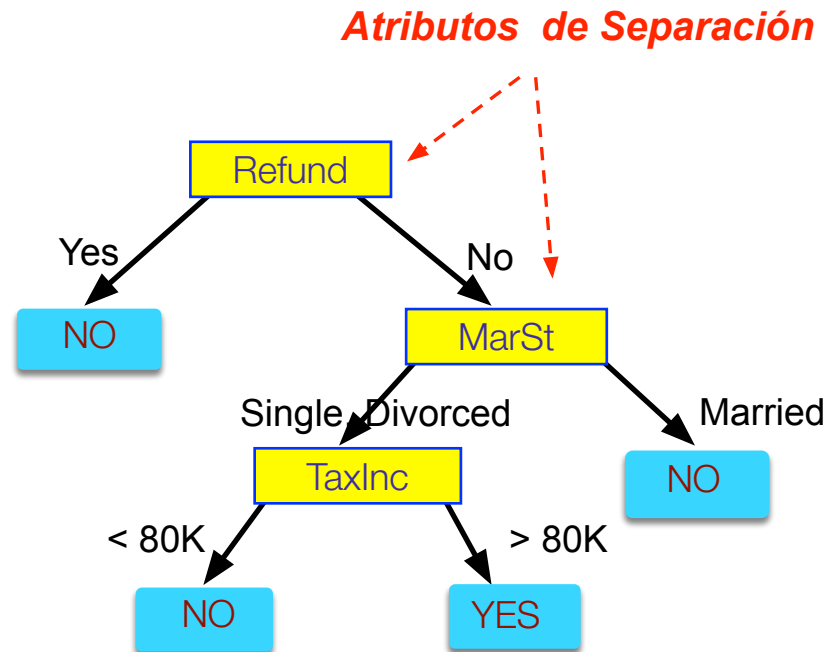 Atributos de Separación
Refund
Yes
No
NO
MarSt
Single, Divorced
Married
TaxInc
NO
< 80K
> 80K
NO
YES